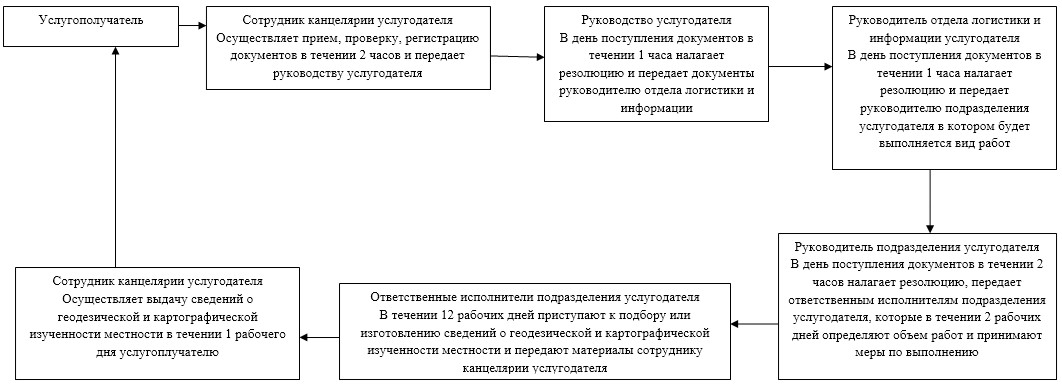 Услугополучатель
Сотрудник канцелярии услугодателя
Осуществляет прием, проверку, регистрацию
документов в течении 2 часов и передает
руководству услугодателя
Руководство услугодателя
В день поступления документов в
течении 1 часа налагает
резолюцию и передает документы
руководителю отдела логистики и
информации
Руководитель отдела логистики и
информации услугодателя
В день поступления документов в
течении 1 часа налагает
резолюцию и передает
руководителю подразделения
услугодателя в котором будет
выполняется вид работ
Руководитель подразделения услугодателя
В день поступления документов в течении 2
часов налагает резолюцию, передает
ответственным исполнителям подразделения
услугодателя, которые в течении 2 рабочих
дней определяют объем работ и принимают
меры по выполнению
Ответственные исполнители подразделения услугодателя
В течении 12 рабочих дней приступают к подбору или
изготовлению сведений о геодезической и картографической
изученности местности и передают материалы сотруднику
канцелярии услугодателя
Сотрудник канцелярии услугодателя
Осуществляет выдачу сведений о
геодезической и картографической
изученности местности в течении 1 рабочего
дня услугоплучателю